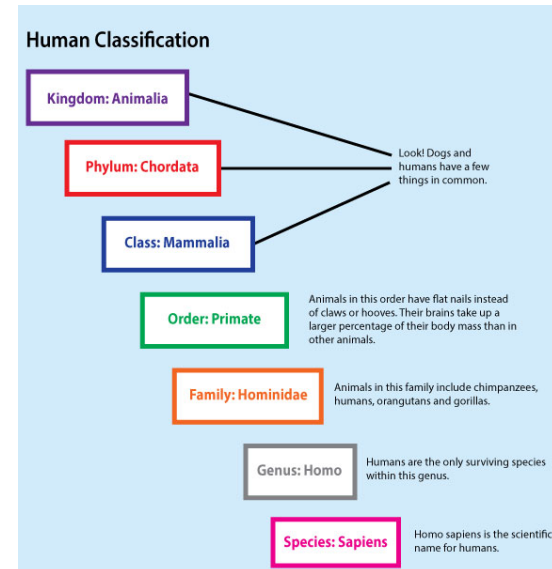 Human Classification
Kingdom: Animalia
Phylum: Chordata
Look! Dogs and
humans have a few
things in common.
Class: Mammalia
Order: Primate
Animals in this order have flat nails instead
of claws or hooves. Their brains take up a
larger percentage of their body mass than in
other animals.
Family: Hominidae
Animals in this family include chimpanzees,
humans, orangutans and gorillas.
Genus: Homo
Humans are the only surviving species
within this genus.
Species: Sapiens
Homo sapiens is the scientific
name for humans.